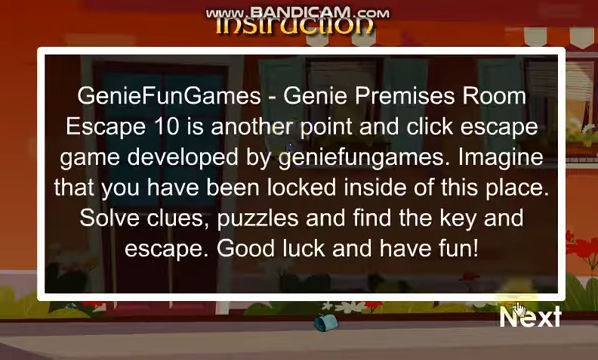 www.BANDICAM.com
instruction
GenieFunGames - Genie Premises Room
Escape 10 is another point and click escape
game developed by geniefungames. Imagine
that you have been locked inside of this place.
Solve clues, puzzles and find the key and
escape. Good luck and have fun!
Next